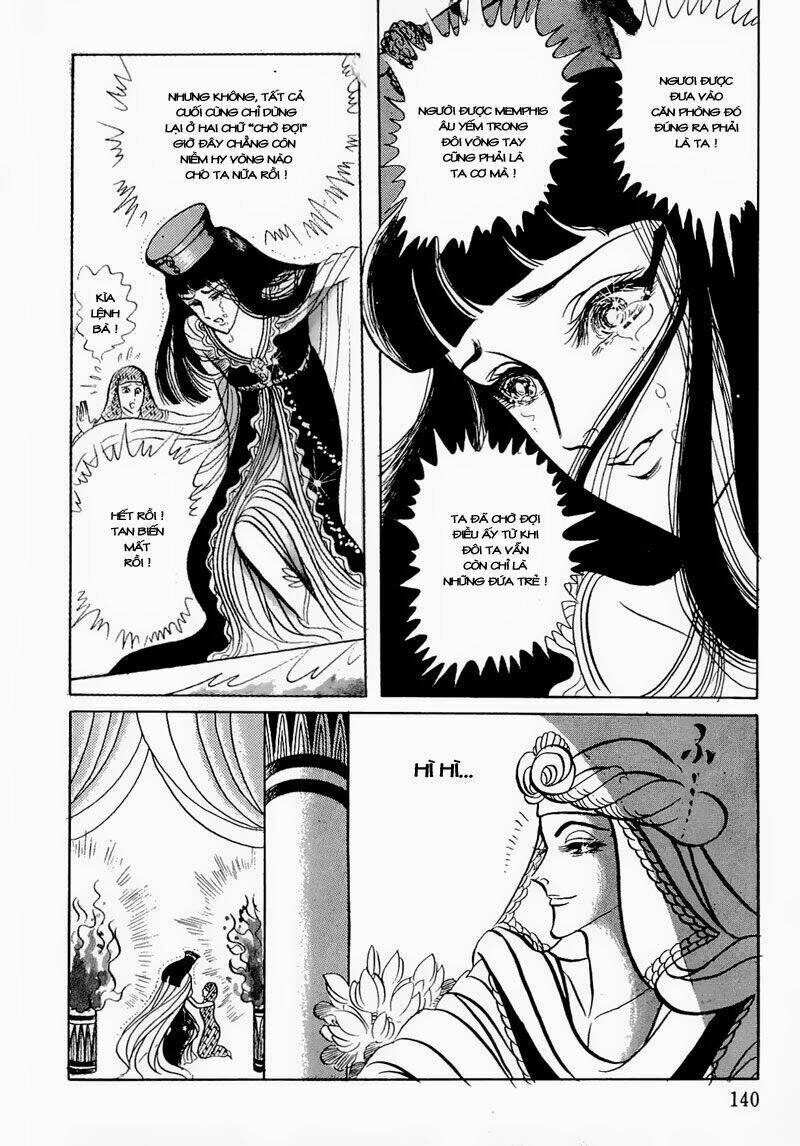 NGƯƠI ĐƯỢC
ĐƯA VÀO
CĂN PHÒNG ĐÓ
ĐÚNG RA PHẢI
LÀ TA !
NGƯỜI ĐƯỢC MEMPHIS
ÂU YẾM TRONG
ĐÔI VÒNG TAY
CŨNG PHẢI LÀ
TA CƠ MÀ !
TA ĐÃ CHỜ ĐỢI
ĐIỀU ẤY TỪ KHI
ĐÔI TA VẪN
CÒN CHỈ LÀ
NHỮNG ĐỨA TRẺ !
NHƯNG KHÔNG, TẤT CẢ
CUỐI CÙNG CHỈ DỪNG
LẠI Ở HAI CHỮ "CHỜ ĐỢI"
GIỜ ĐÂY CHẲNG CÒN
NIỀM HY VỌNG NÀO
CHO TA NỮA RỒI !
KÌA
LỆNH
BÀ !
HẾT RỒI !
TAN BIẾN
MẤT
RỒI !
HÌ HÌ...
ふ...
140